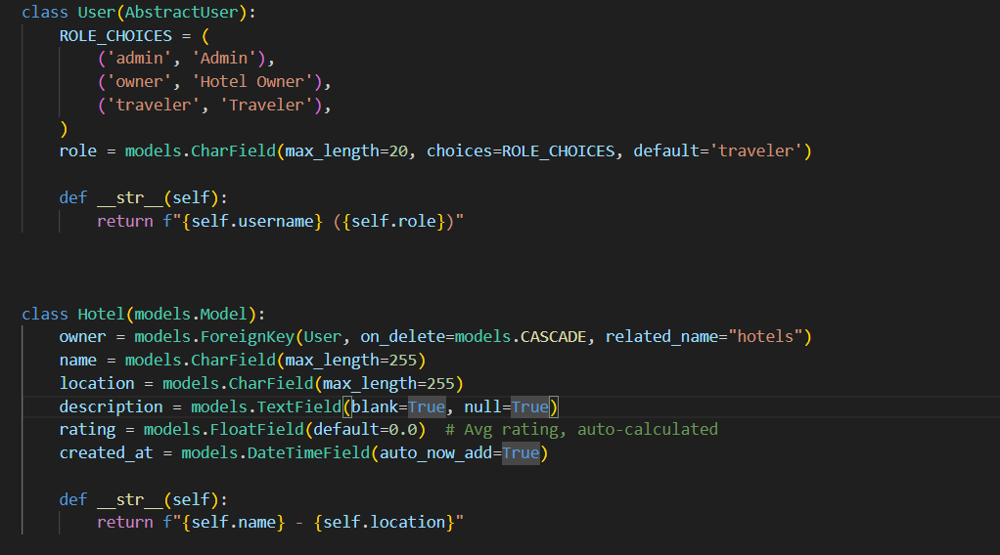 class User(AbstractUser):
    ROLE_CHOICES = (
        ('admin', 'Admin'),
        ('owner', 'Hotel Owner'),
        ('traveler', 'Traveler'),
    )
    role = models.CharField(max_length=20, choices=ROLE_CHOICES, default='traveler')
    def __str__(self):
        return f"{self.username} ({self.role})"
class Hotel(models.Model):
    owner = models.ForeignKey(User, on_delete=models.CASCADE, related_name="hotels")
    name = models.CharField(max_length=255)
    location = models.CharField(max_length=255)
    description = models.TextField(blank=True, null=True)
    rating = models.FloatField(default=0.0)  # Avg rating, auto-calculated
    created_at = models.DateTimeField(auto_now_add=True)
    def __str__(self):
        return f"{self.name} - {self.location}"